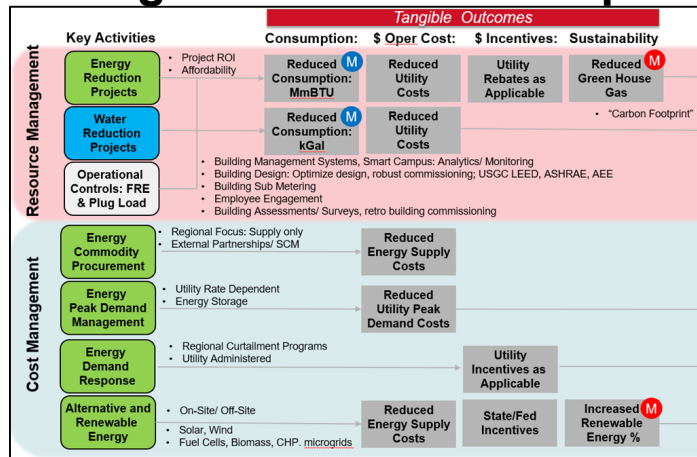 Tangible Outcomes
Key Activities
Consumption:
$ Oper Cost:
$ Incentives:
Sustainability
Resource Management
Energy
Reduction
Projects
• Project ROI
• Affordability
Reduced
Consumption:
MmBTU
M
Reduced
Utility
Costs
Utility
Rebates as
Applicable
Reduced
Green House
Gas
M
• "Carbon Footprint"
Water
Reduction
Projects
Reduced
Consumption:
kGal
M
Reduced
Utility
Costs
Operational
Controls: FRE
& Plug Load
• Building Management Systems, Smart Campus: Analytics/ Monitoring
• Building Design: Optimize design, robust commissioning; USGC LEED, ASHRAE, AEE
• Building Sub Metering
• Employee Engagement
• Building Assessments/ Surveys, retro building commissioning
Cost Management
Energy
Commodity
Procurement
• Regional Focus: Supply only
• External Partnerships/ SCM
Reduced
Energy Supply
Costs
Energy
Peak Demand
Management
• Utility Rate Dependent
• Energy Storage
Reduced
Utility Peak
Demand Costs
Energy
Demand
Response
• Regional Curtailment Programs
• Utility Administered
Utility
Incentives as
Applicable
Alternative and
Renewable
Energy
• On-Site/ Off-Site
• Solar, Wind
• Fuel Cells, Biomass, CHP. microgrids
Reduced
Energy Supply
Costs
State/Fed
Incentives
Increased
Renewable
Energy %
M